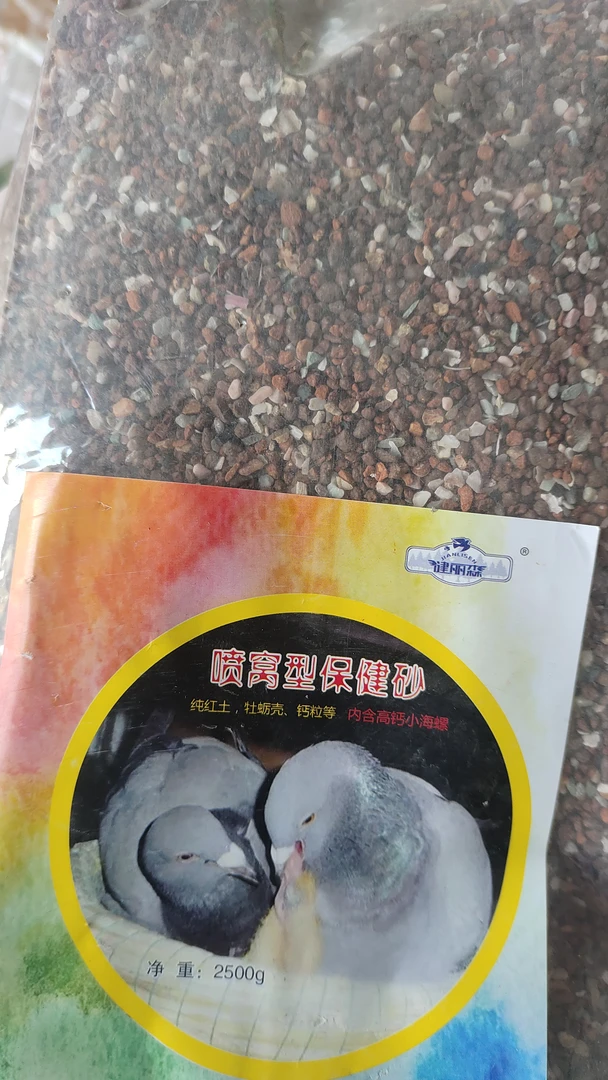 JIANLISEN
健丽森
®
喷窝型保健砂
纯红土，牡蛎壳、钙粒等 内含高钙小海螺
净 重：2500g